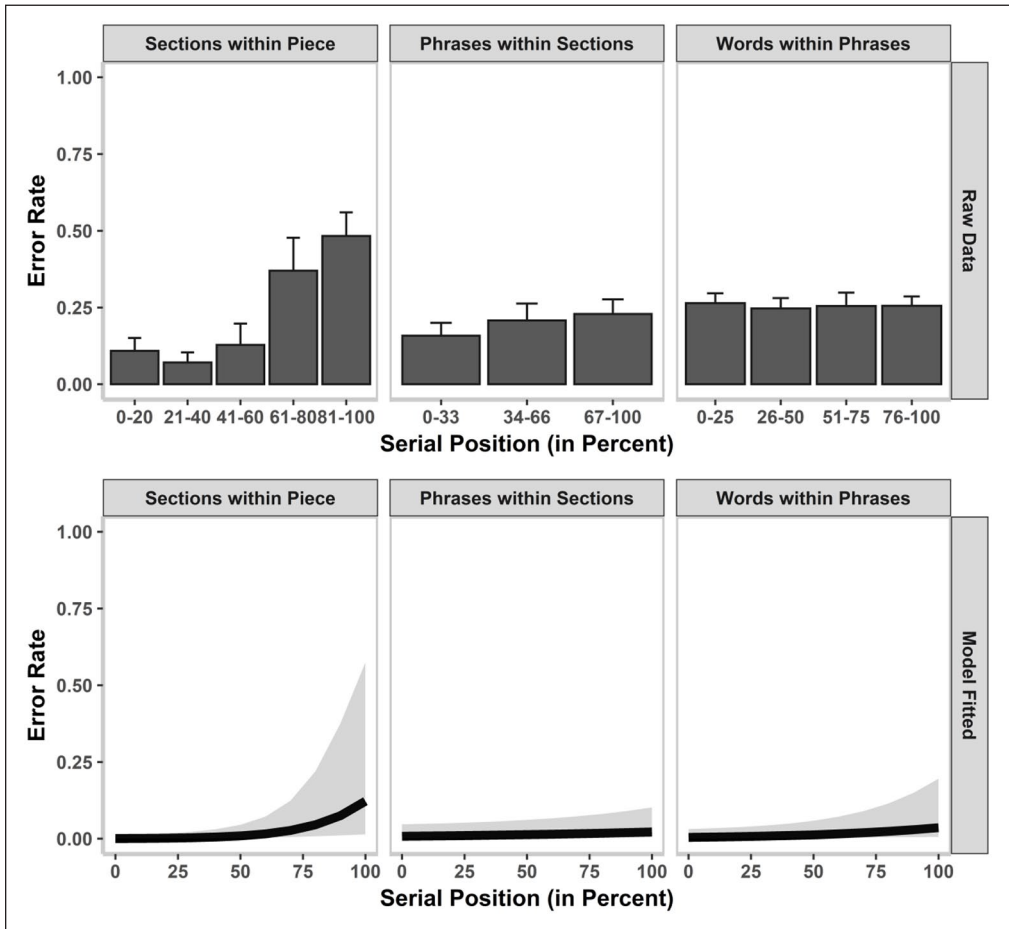 Sections within Piece
Phrases within Sections
Words within Phrases
1.00
0.75
0.50
0.25
0.00
Error Rate
Raw Data
0-20 21-40 41-60 61-80 81-100
0-33 34-66 67-100
0-25 26-50 51-75 76-100
Serial Position (in Percent)
Sections within Piece
Phrases within Sections
Words within Phrases
1.00
0.75
0.50
0.25
0.00
Error Rate
Model Fitted
0 25 50 75 100
0 25 50 75 100
0 25 50 75 100
Serial Position (in Percent)